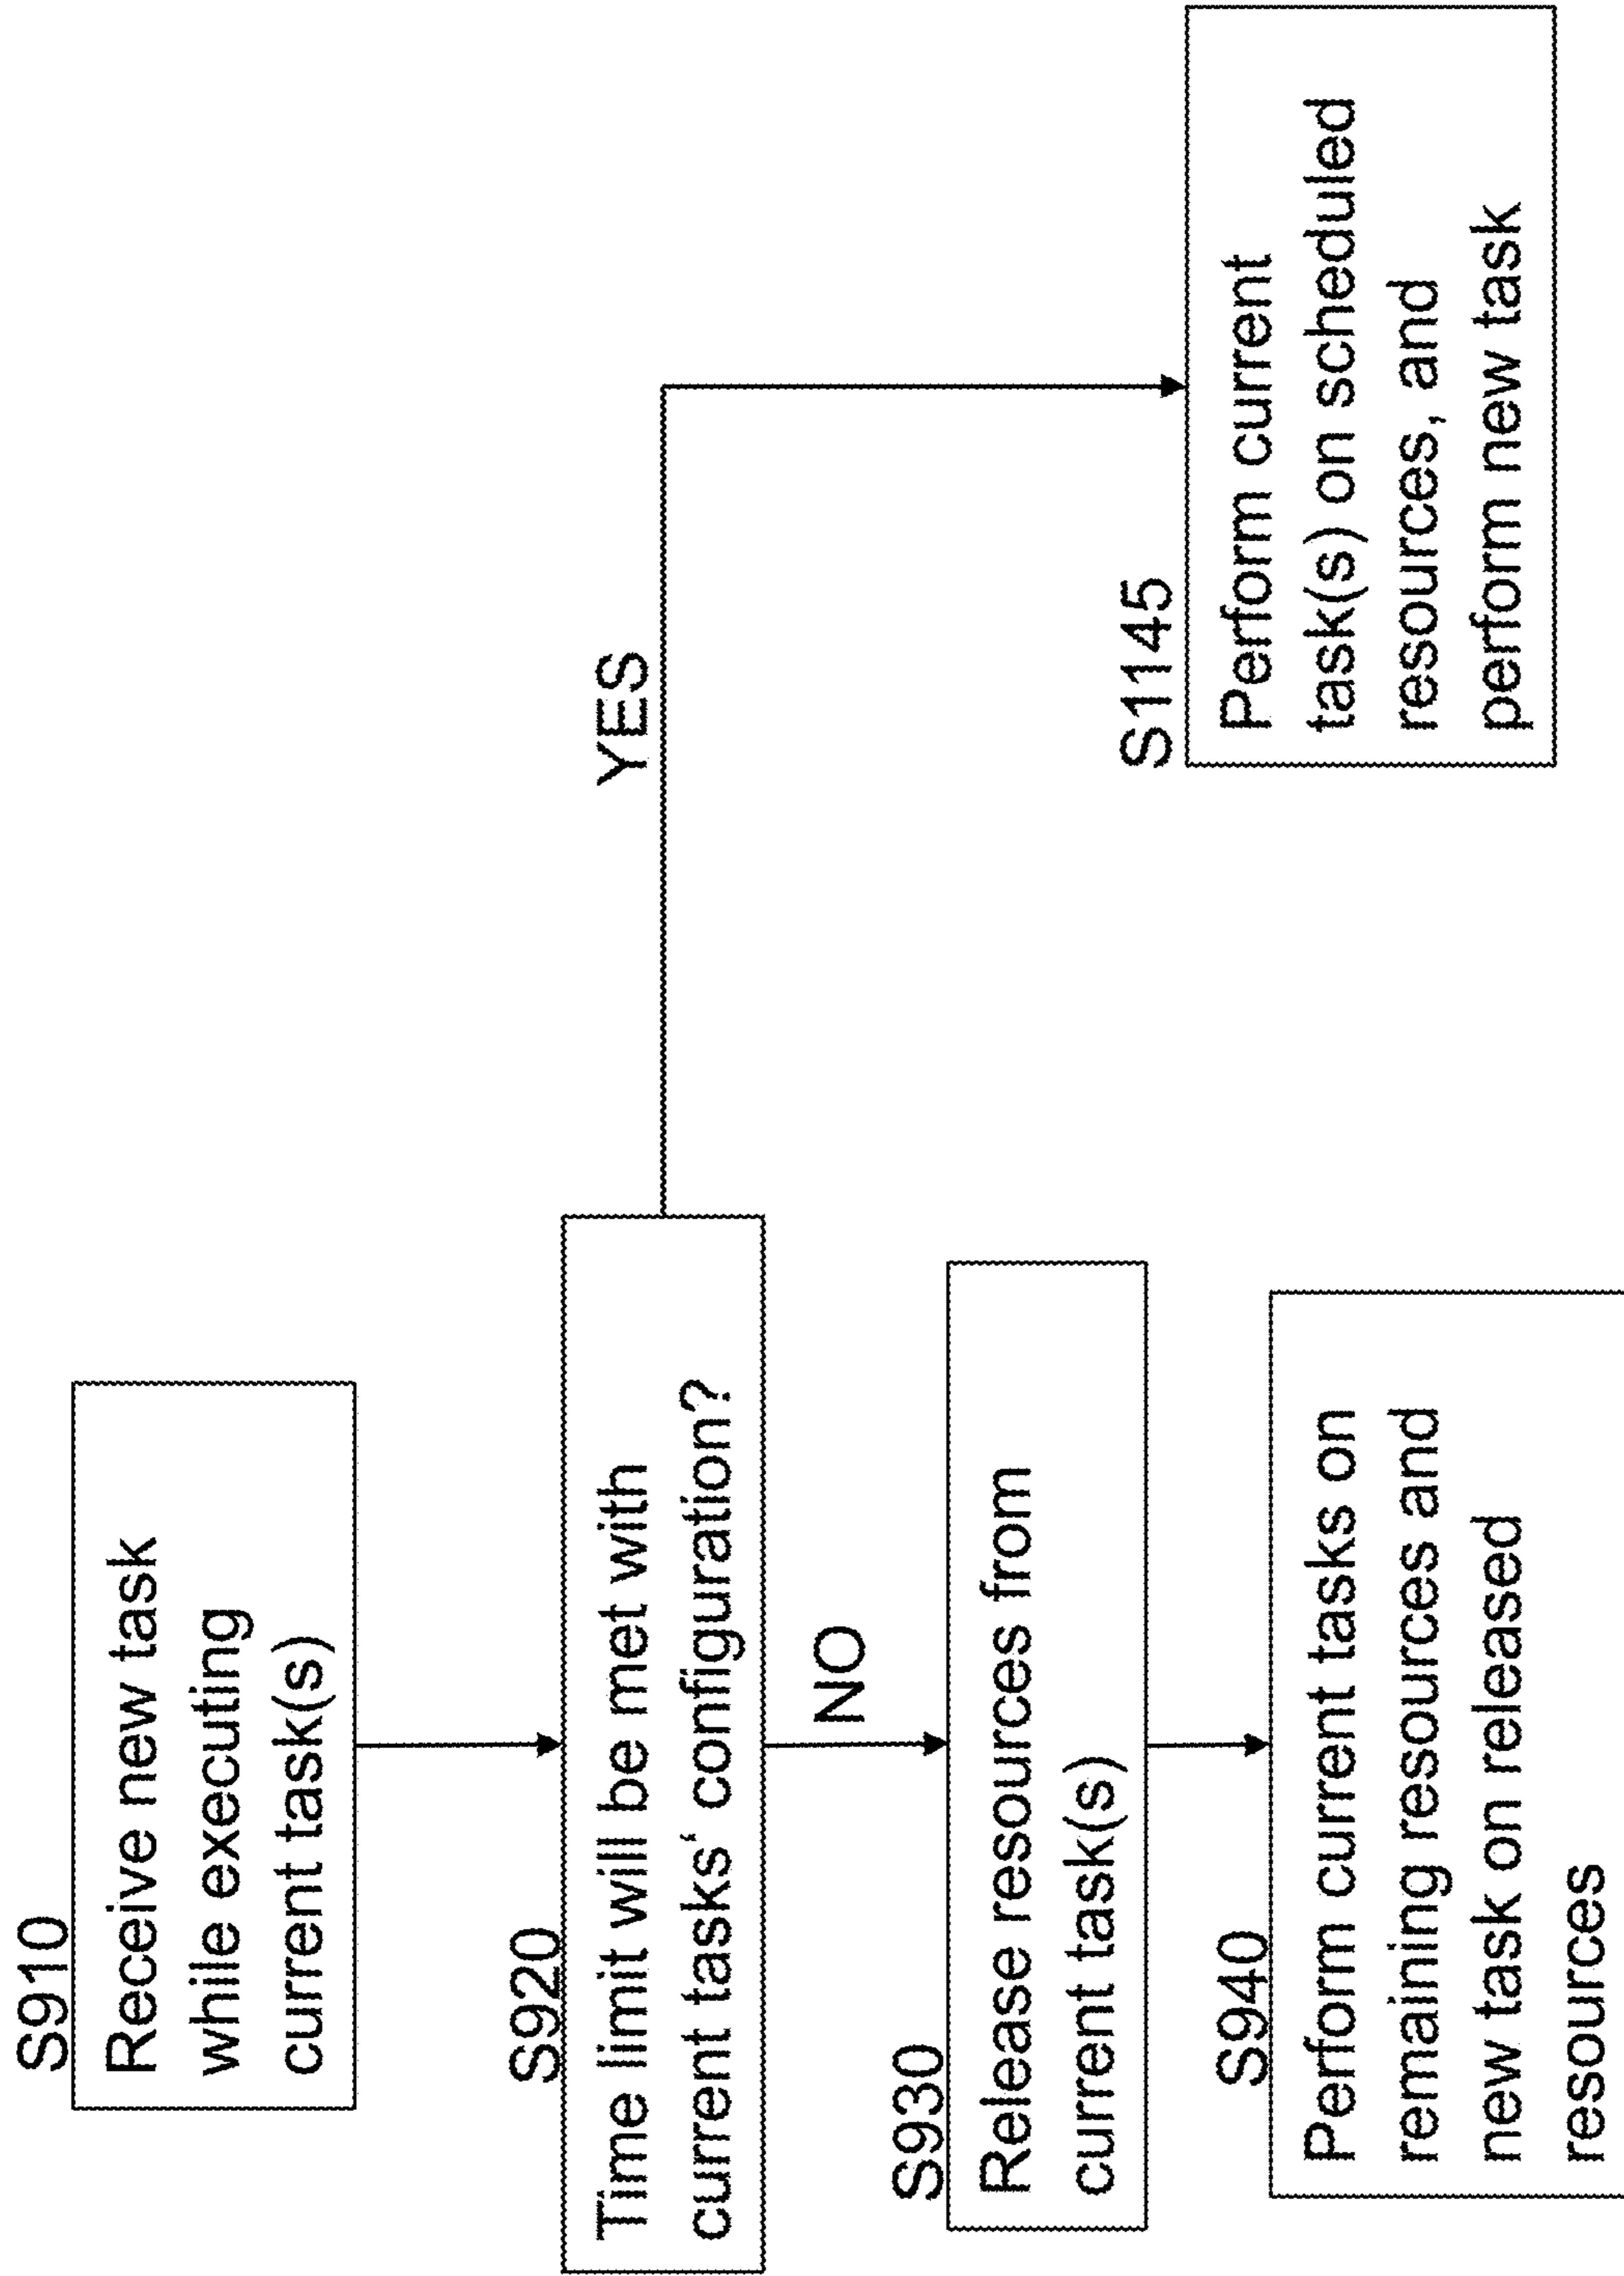 S910
Receive new task
while executing
current task(s)
S920
Time limit will be met with
current tasks‘ configuration?
YES
NO
S930
Release resources from
current task(s)
S940
Perform current tasks on
remaining resources and
new task on released
resources
S1145
Perform current
task(s) on scheduled
resources, and
perform new task